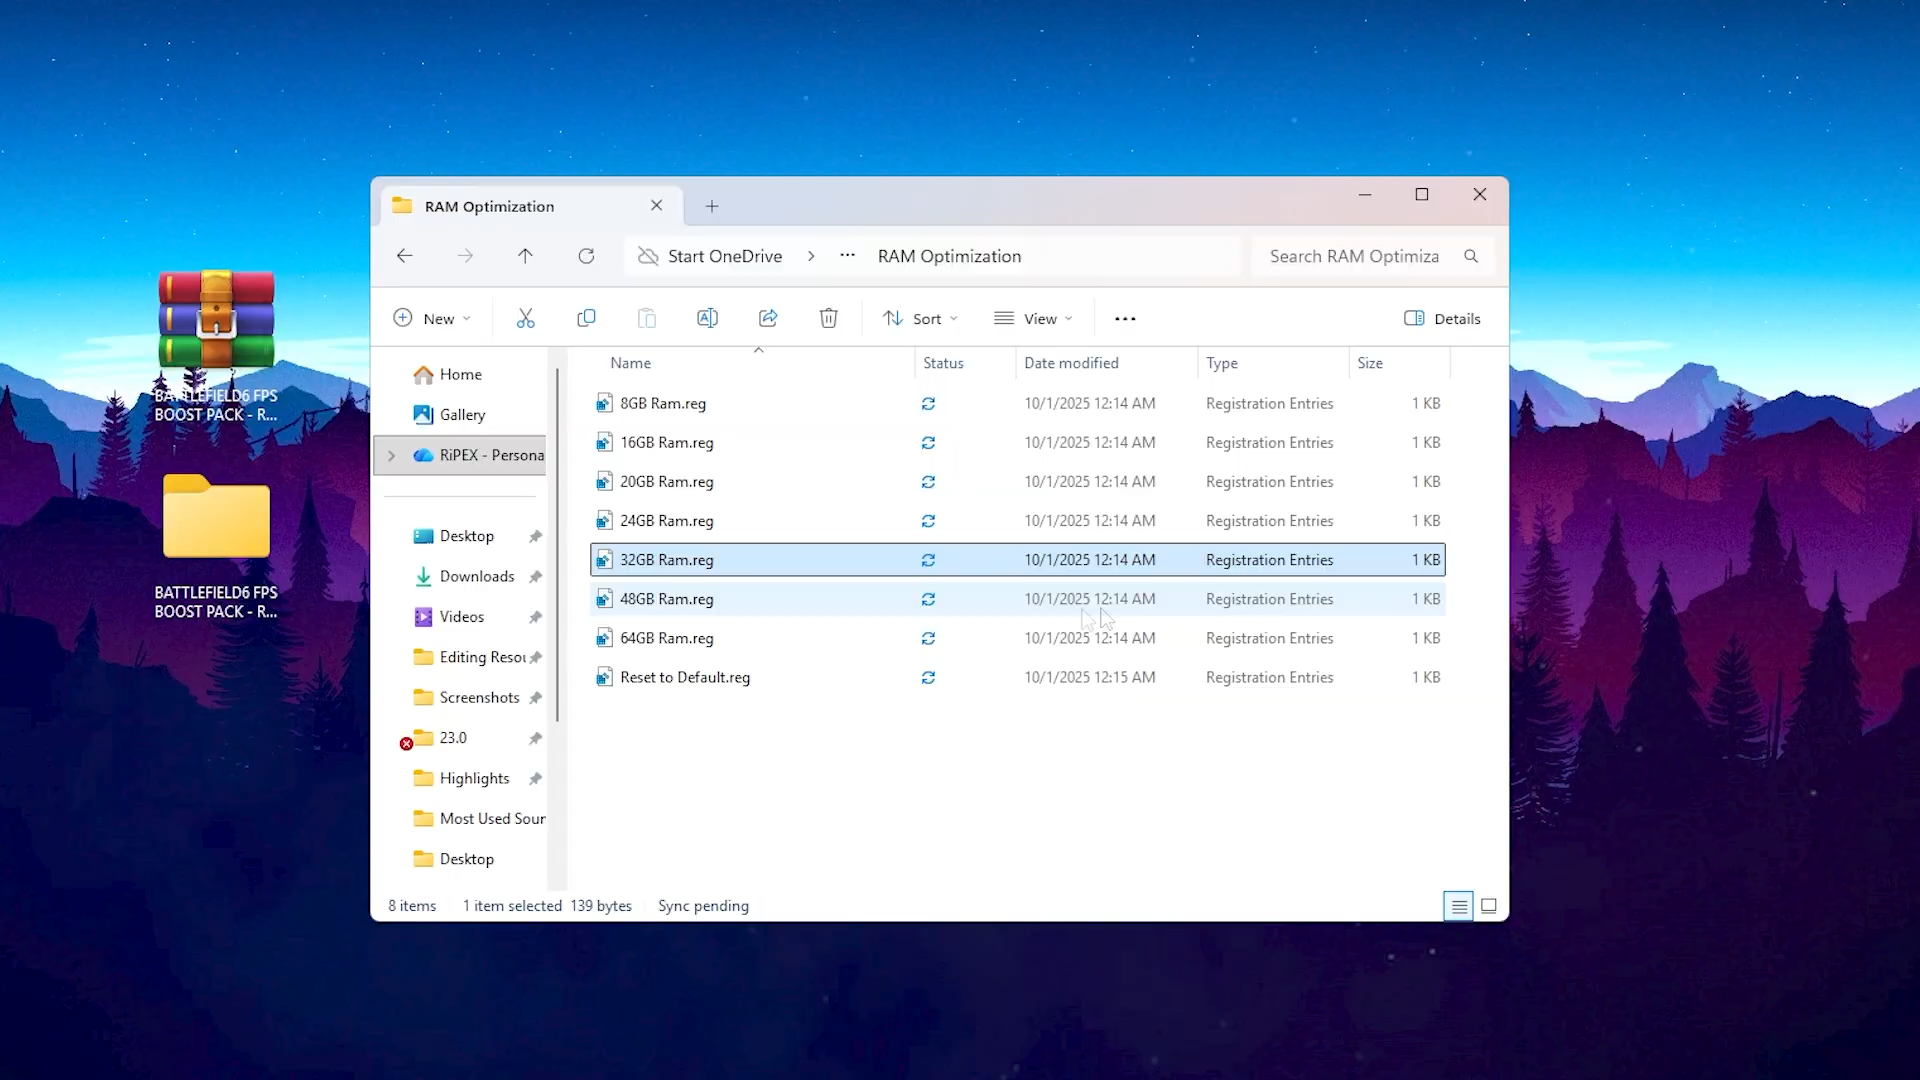 RAM Optimization
Start OneDrive
RAM Optimization
Search RAM Optimiza
New
Sort
View
Details
Name
Status
Date modified
Type
Size
8GB Ram.reg 10/1/2025 12:14 AM Registration Entries 1 KB
16GB Ram.reg 10/1/2025 12:14 AM Registration Entries 1 KB
20GB Ram.reg 10/1/2025 12:14 AM Registration Entries 1 KB
24GB Ram.reg 10/1/2025 12:14 AM Registration Entries 1 KB
32GB Ram.reg 10/1/2025 12:14 AM Registration Entries 1 KB
48GB Ram.reg 10/1/2025 12:14 AM Registration Entries 1 KB
64GB Ram.reg 10/1/2025 12:14 AM Registration Entries 1 KB
Reset to Default.reg 10/1/2025 12:15 AM Registration Entries 1 KB
Home
Gallery
RiPEX - Persona
Desktop
Downloads
Videos
Editing Resou
Screenshots
23.0
Highlights
Most Used Sour
Desktop
8 items 1 item selected 139 bytes Sync pending
BATTLEFIELD6 FPS
BOOST PACK - R...
BATTLEFIELD6 FPS
BOOST PACK - R...